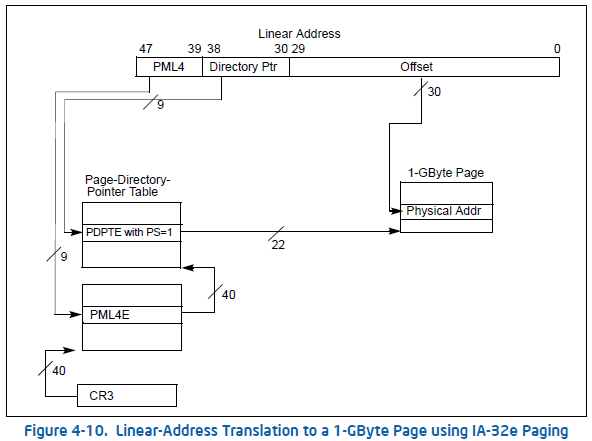 Linear Address
47 39 38 30 29 0
PML4 Directory Ptr Offset
9
30
1-GByte Page
Page-Directory-
Pointer Table
Physical Addr
PDPTE with PS=1
22
9
40
PML4E
40
CR3
Figure 4-10. Linear-Address Translation to a 1-GByte Page using IA-32e Paging